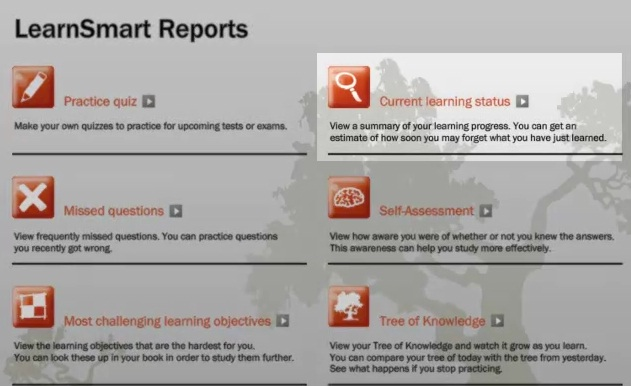 LearnSmart Reports
Practice quiz
Make your own quizzes to practice for upcoming tests or exams.
Current learning status
View a summary of your learning progress. You can get an
estimate of how soon you may forget what you have just learned.
Missed questions
View frequently missed questions. You can practice questions
you recently got wrong.
Self-Assessment
View how aware you were of whether or not you knew the answers.
This awareness can help you study more effectively.
Most challenging learning objectives
View the learning objectives that are the hardest for you.
You can look these up in your book in order to study them further.
Tree of Knowledge
View your Tree of Knowledge and watch it grow as you learn.
You can compare your tree of today with the tree from yesterday.
See what happens if you stop practicing.